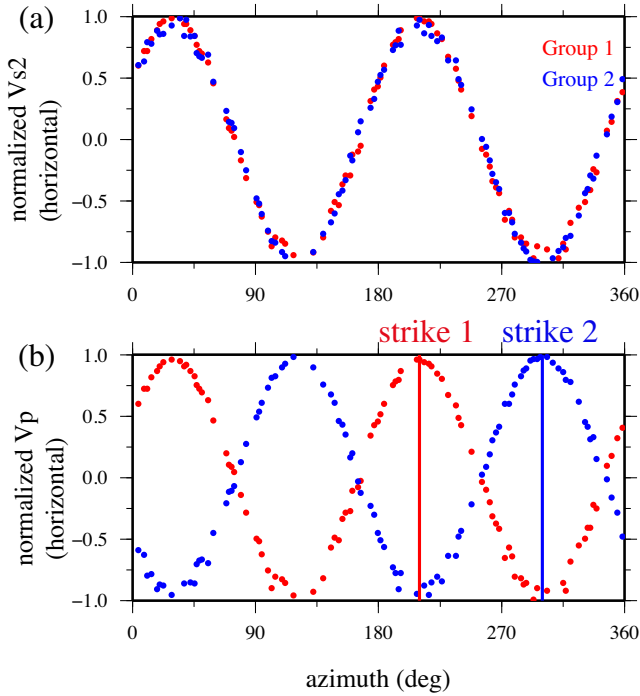 (a)
normalized Vs2
(horizontal)
1.0
0.5
0.0
−0.5
−1.0
Group 1
Group 2
0 90 180 270 360
strike 1 strike 2
(b)
normalized Vp
(horizontal)
1.0
0.5
0.0
−0.5
−1.0
0 90 180 270 360
azimuth (deg)